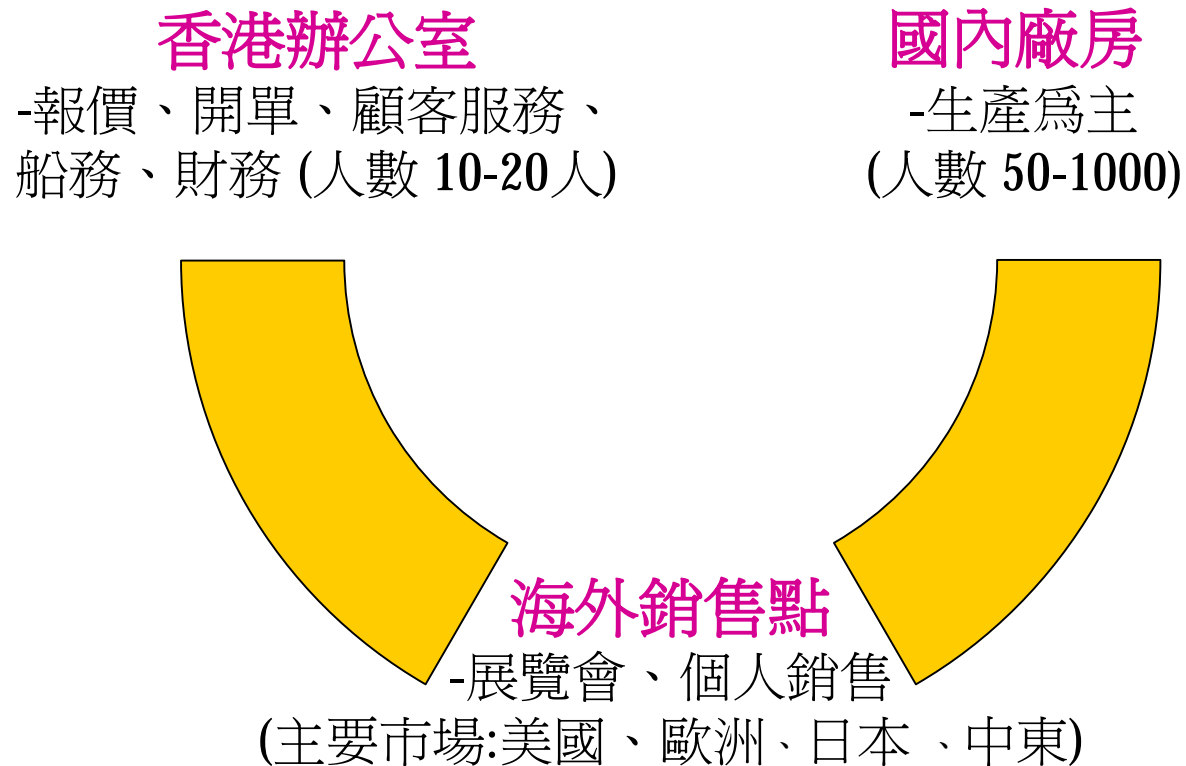 香港辦公室
-報價、開單、顧客服務、
船務、財務 (人數 10-20人)
國內廠房
-生產爲主
(人數 50-1000)
海外銷售點
-展覽會、個人銷售
(主要市場:美國、歐洲、日本、中東)